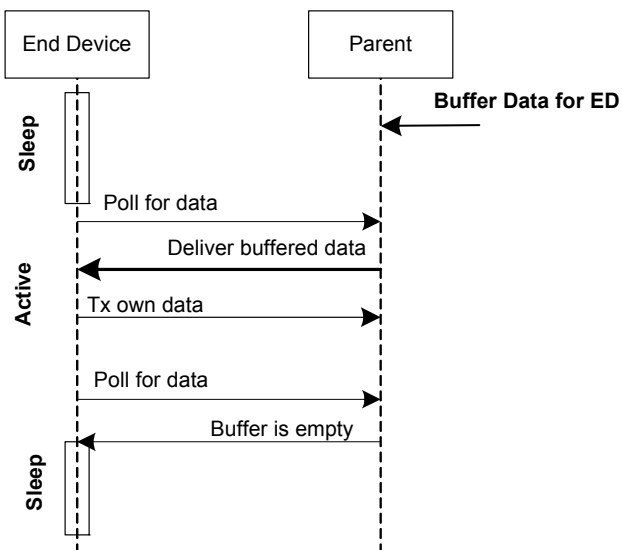 End Device
Parent
Buffer Data for ED
Sleep
Poll for data
Deliver buffered data
Active
Tx own data
Poll for data
Buffer is empty
Sleep